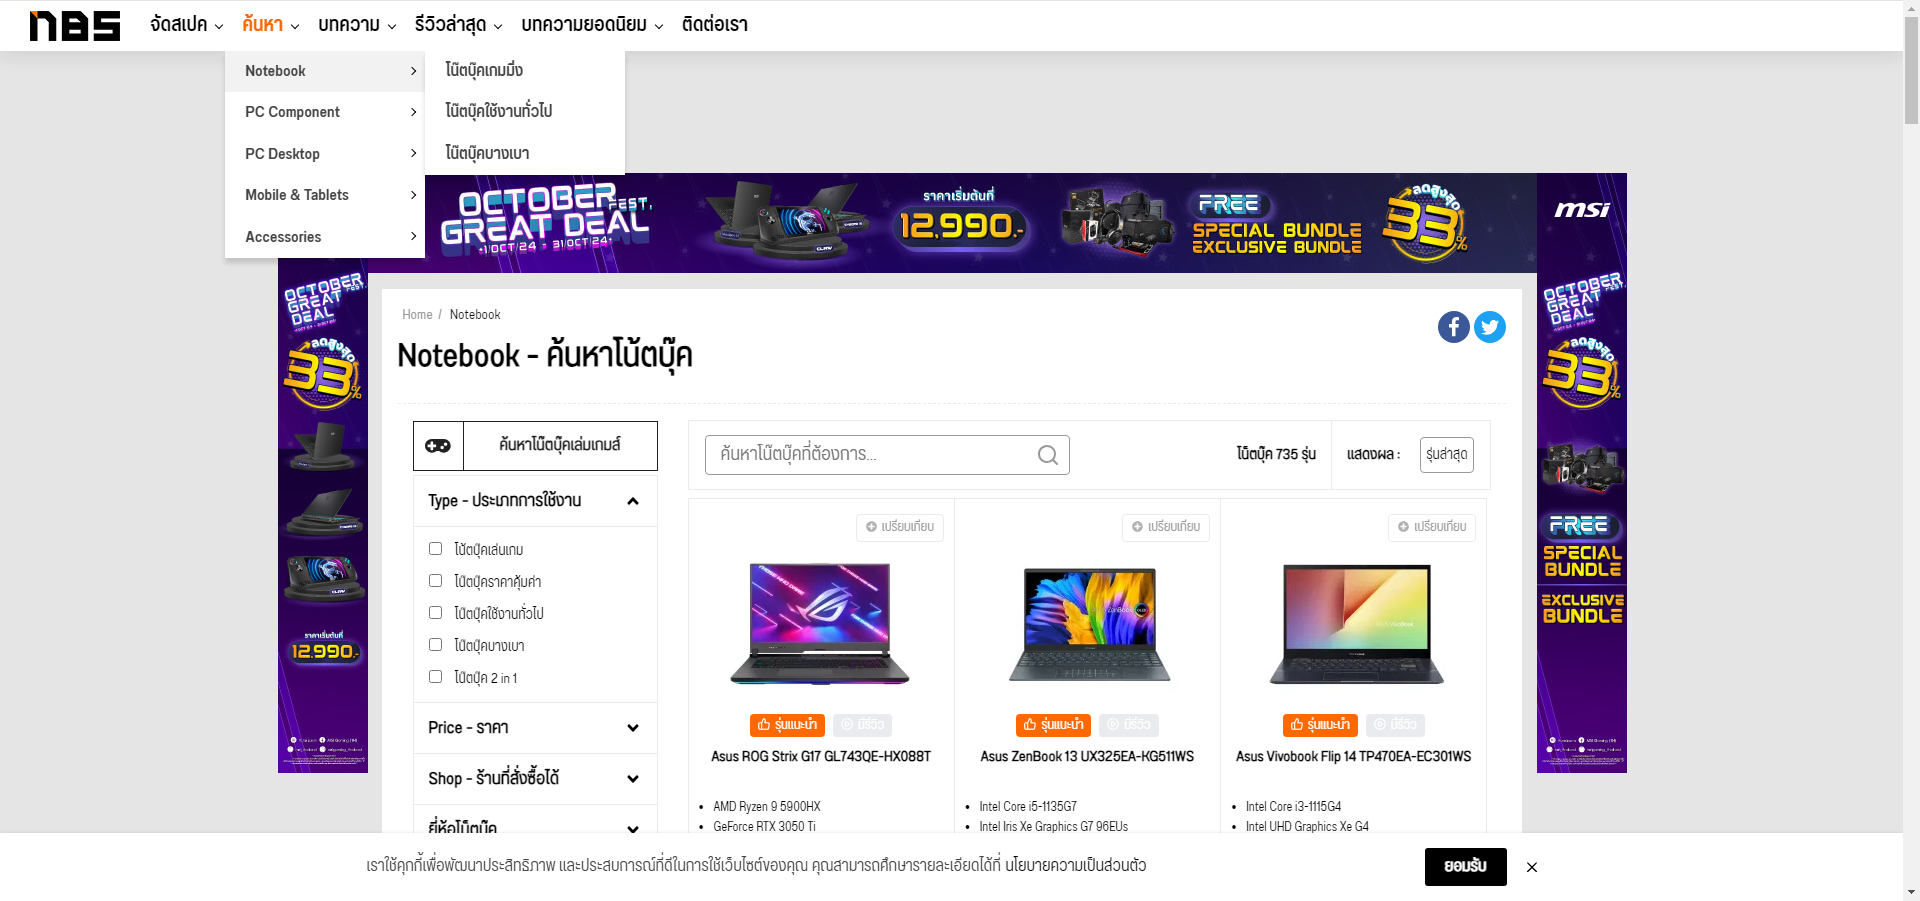 NBS
จัดสเปค
ค้นหา
บทความ
รีวิวล่าสุด
บทความยอดนิยม
ติดต่อเรา
Notebook
PC Component
PC Desktop
Mobile & Tablets
Accessories
โน๊ตบุ๊คเกมมิ่ง
โน๊ตบุ๊คใช้งานทั่วไป
โน๊ตบุ๊คบางเบา
OCTOBER
GREAT DEAL FEST.
•1 OCT/24 - 31 OCT/24•
ราคาเริ่มต้นที่
12,990.-
FREE
SPECIAL BUNDLE
EXCLUSIVE BUNDLE
ลดสูงสุด
33%
msi
OCTOBER
GREAT FEST.
DEAL
ลดสูงสุด
33%
ราคาเริ่มต้นที่
12,990.-
OCTOBER
GREAT FEST.
DEAL
ลดสูงสุด
33%
FREE
SPECIAL
BUNDLE
EXCLUSIVE
BUNDLE
Home / Notebook
Notebook - ค้นหาโน้ตบุ๊ค
ค้นหาโน๊ตบุ๊คเล่มเกมส์
Type - ประเภทการใช้งาน
โน้ตบุ๊คเล่นเกม
โน๊ตบุ๊คราคาคุ้มค่า
โน๊ตบุ๊คใช้งานทั่วไป
โน๊ตบุ๊คบางเบา
โน้ตบุ๊ค 2 in 1
Price - ราคา
Shop - ร้านที่สั่งซื้อได้
ยี่ห้อโน๊ตบุ๊ค
ค้นหาโน๊ตบุ๊คที่ต้องการ...
โน็ตบุ๊ค 735 รุ่น
แสดงผล :
รุ่นล่าสุด
เปรียบเทียบ
เปรียบเทียบ
เปรียบเทียบ
รุ่นแนะนำ
มีรีวิว
รุ่นแนะนำ
มีรีวิว
รุ่นแนะนำ
มีรีวิว
Asus ROG Strix G17 GL743QE-HX088T
Asus ZenBook 13 UX325EA-KG511WS
Asus Vivobook Flip 14 TP470EA-EC301WS
• AMD Ryzen 9 5900HX
• GeForce RTX 3050 Ti
• Intel Core i5-1135G7
• Intel Iris Xe Graphics G7 96EUs
• Intel Core i3-1115G4
• Intel UHD Graphics Xe G4
เราใช้คุกกี้เพื่อพัฒนาประสิทธิภาพ และประสบการณ์ที่ดีในการใช้เว็บไซต์ของคุณ คุณสามารถศึกษารายละเอียดได้ที่ นโยบายความเป็นส่วนตัว
ยอมรับ